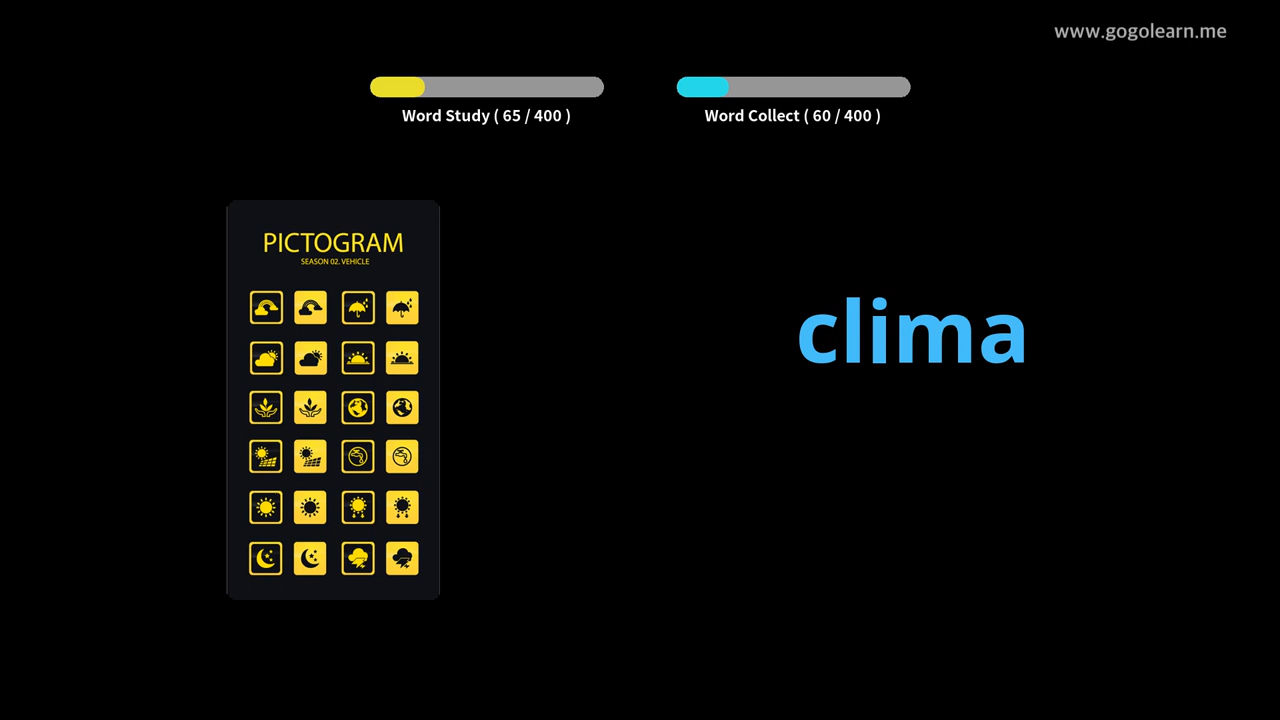 www.gogolearn.me
Word Study ( 65 / 400 )
Word Collect ( 60 / 400 )
PICTOGRAM
SEASON 02. VEHICLE
clima